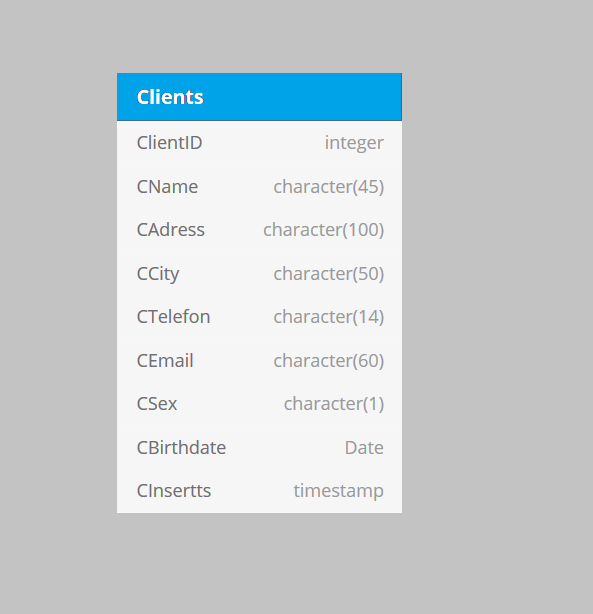 Clients
ClientID integer
CName character(45)
CAdress character(100)
CCity character(50)
CTelefon character(14)
CEmail character(60)
CSex character(1)
CBirthdate Date
CInsertts timestamp